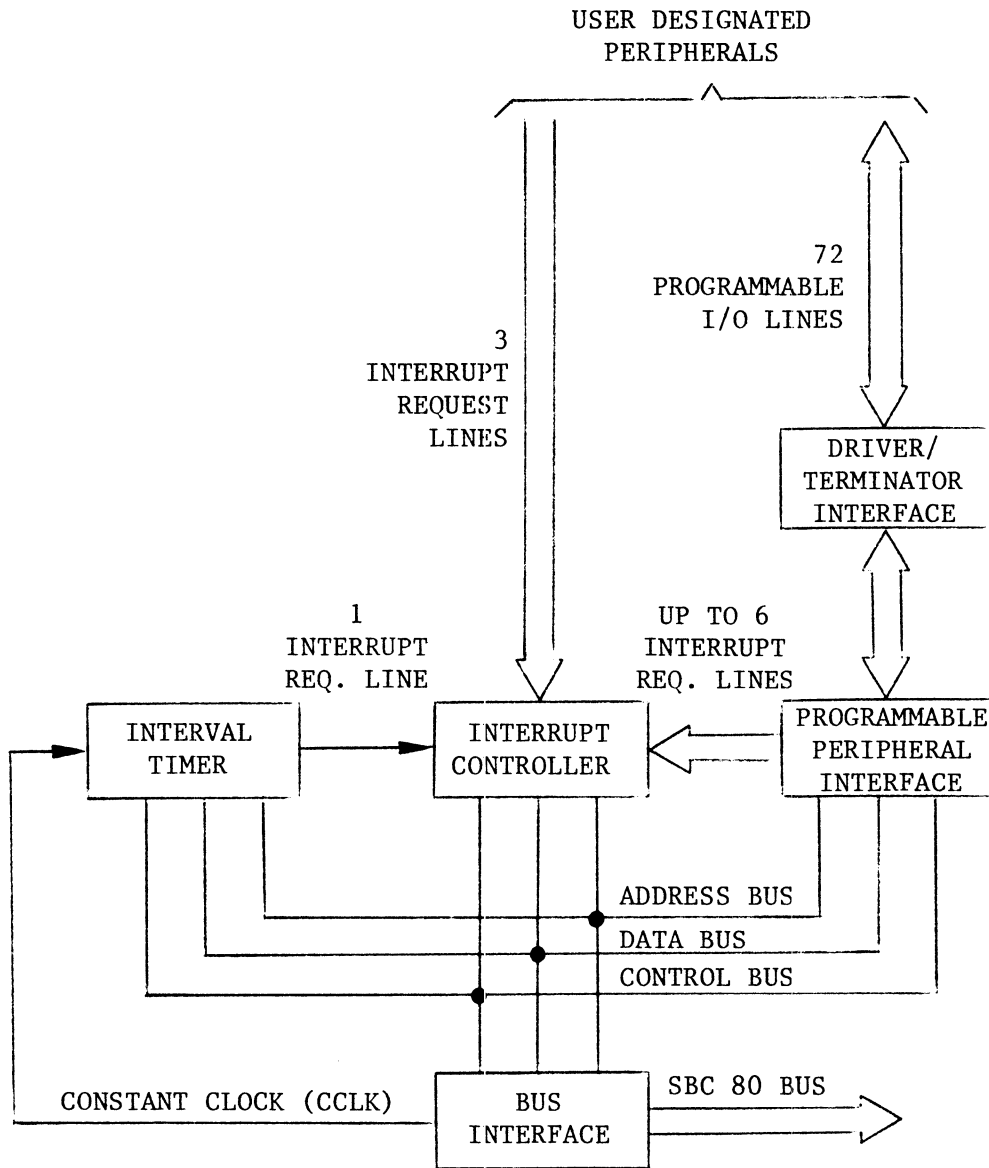 USER DESIGNATED
PERIPHERALS
72
PROGRAMMABLE
I/O LINES
3
INTERRUPT
REQUEST
LINES
DRIVER/
TERMINATOR
INTERFACE
1
INTERRUPT
REQ. LINE
UP TO 6
INTERRUPT
REQ. LINES
INTERVAL
TIMER
INTERRUPT
CONTROLLER
PROGRAMMABLE
PERIPHERAL
INTERFACE
ADDRESS BUS
DATA BUS
CONTROL BUS
CONSTANT CLOCK (CCLK)
BUS
INTERFACE
SBC 80 BUS